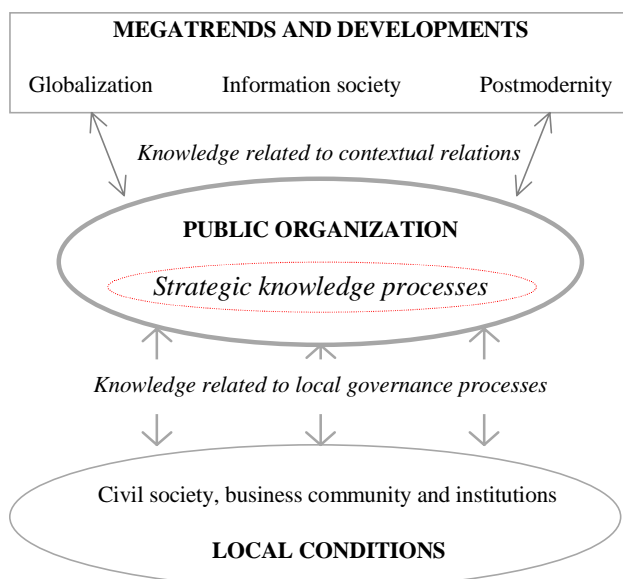 MEGATRENDS AND DEVELOPMENTS
Globalization Information society Postmodernity
Knowledge related to contextual relations
PUBLIC ORGANIZATION
Strategic knowledge processes
Knowledge related to local governance processes
Civil society, business community and institutions
LOCAL CONDITIONS